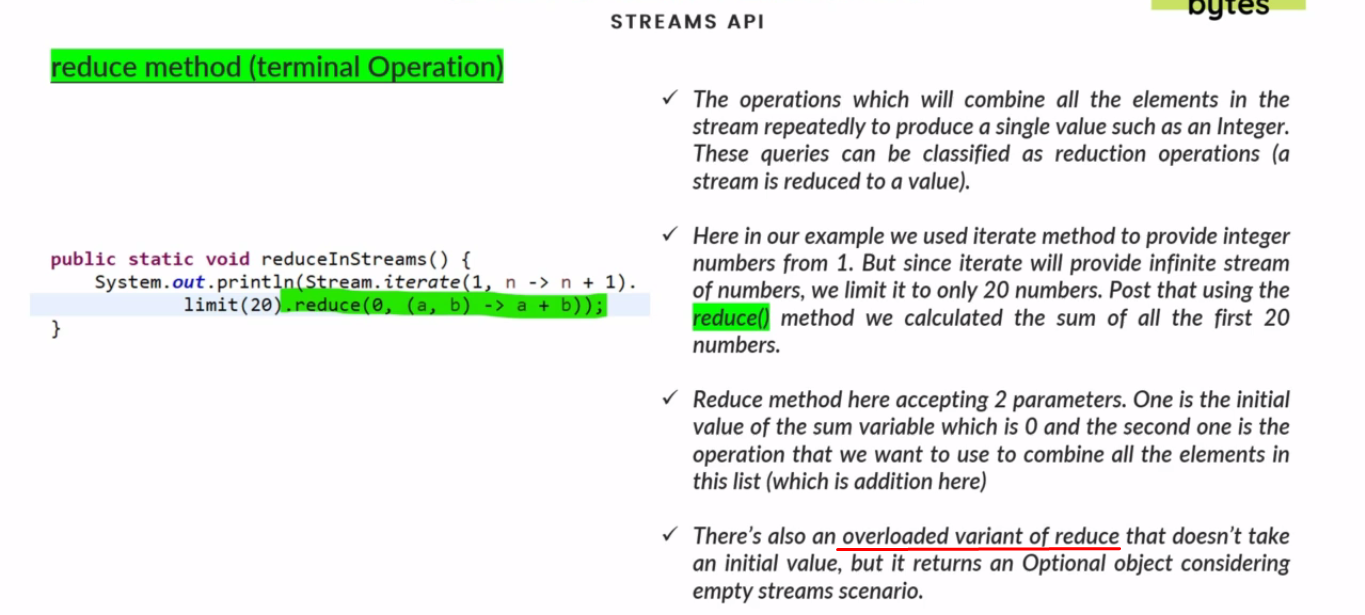 bytes
STREAMS API
reduce method (terminal Operation)
public static void reduceInStreams() {
System.out.println(Stream.iterate(1, n -> n + 1).
limit(20).reduce(0, (a, b) -> a + b));
}
✓ The operations which will combine all the elements in the
stream repeatedly to produce a single value such as an Integer.
These queries can be classified as reduction operations (a
stream is reduced to a value).
✓ Here in our example we used iterate method to provide integer
numbers from 1. But since iterate will provide infinite stream
of numbers, we limit it to only 20 numbers. Post that using the
reduce() method we calculated the sum of all the first 20
numbers.
✓ Reduce method here accepting 2 parameters. One is the initial
value of the sum variable which is 0 and the second one is the
operation that we want to use to combine all the elements in
this list (which is addition here)
✓ There's also an overloaded variant of reduce that doesn't take
an initial value, but it returns an Optional object considering
empty streams scenario.